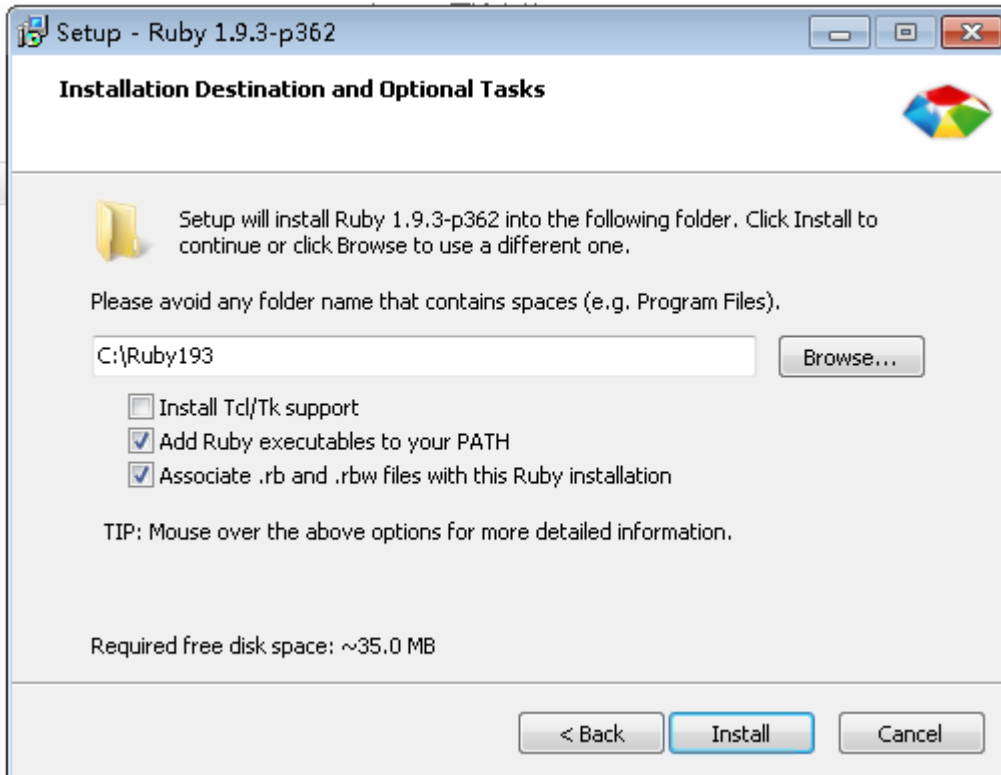 Setup - Ruby 1.9.3-p362
Installation Destination and Optional Tasks
Setup will install Ruby 1.9.3-p362 into the following folder. Click Install to
continue or click Browse to use a different one.
Please avoid any folder name that contains spaces (e.g. Program Files).
C:\Ruby193
Browse...
Install Tcl/Tk support
Add Ruby executables to your PATH
Associate .rb and .rbw files with this Ruby installation
TIP: Mouse over the above options for more detailed information.
Required free disk space: ~35.0 MB
< Back
Install
Cancel